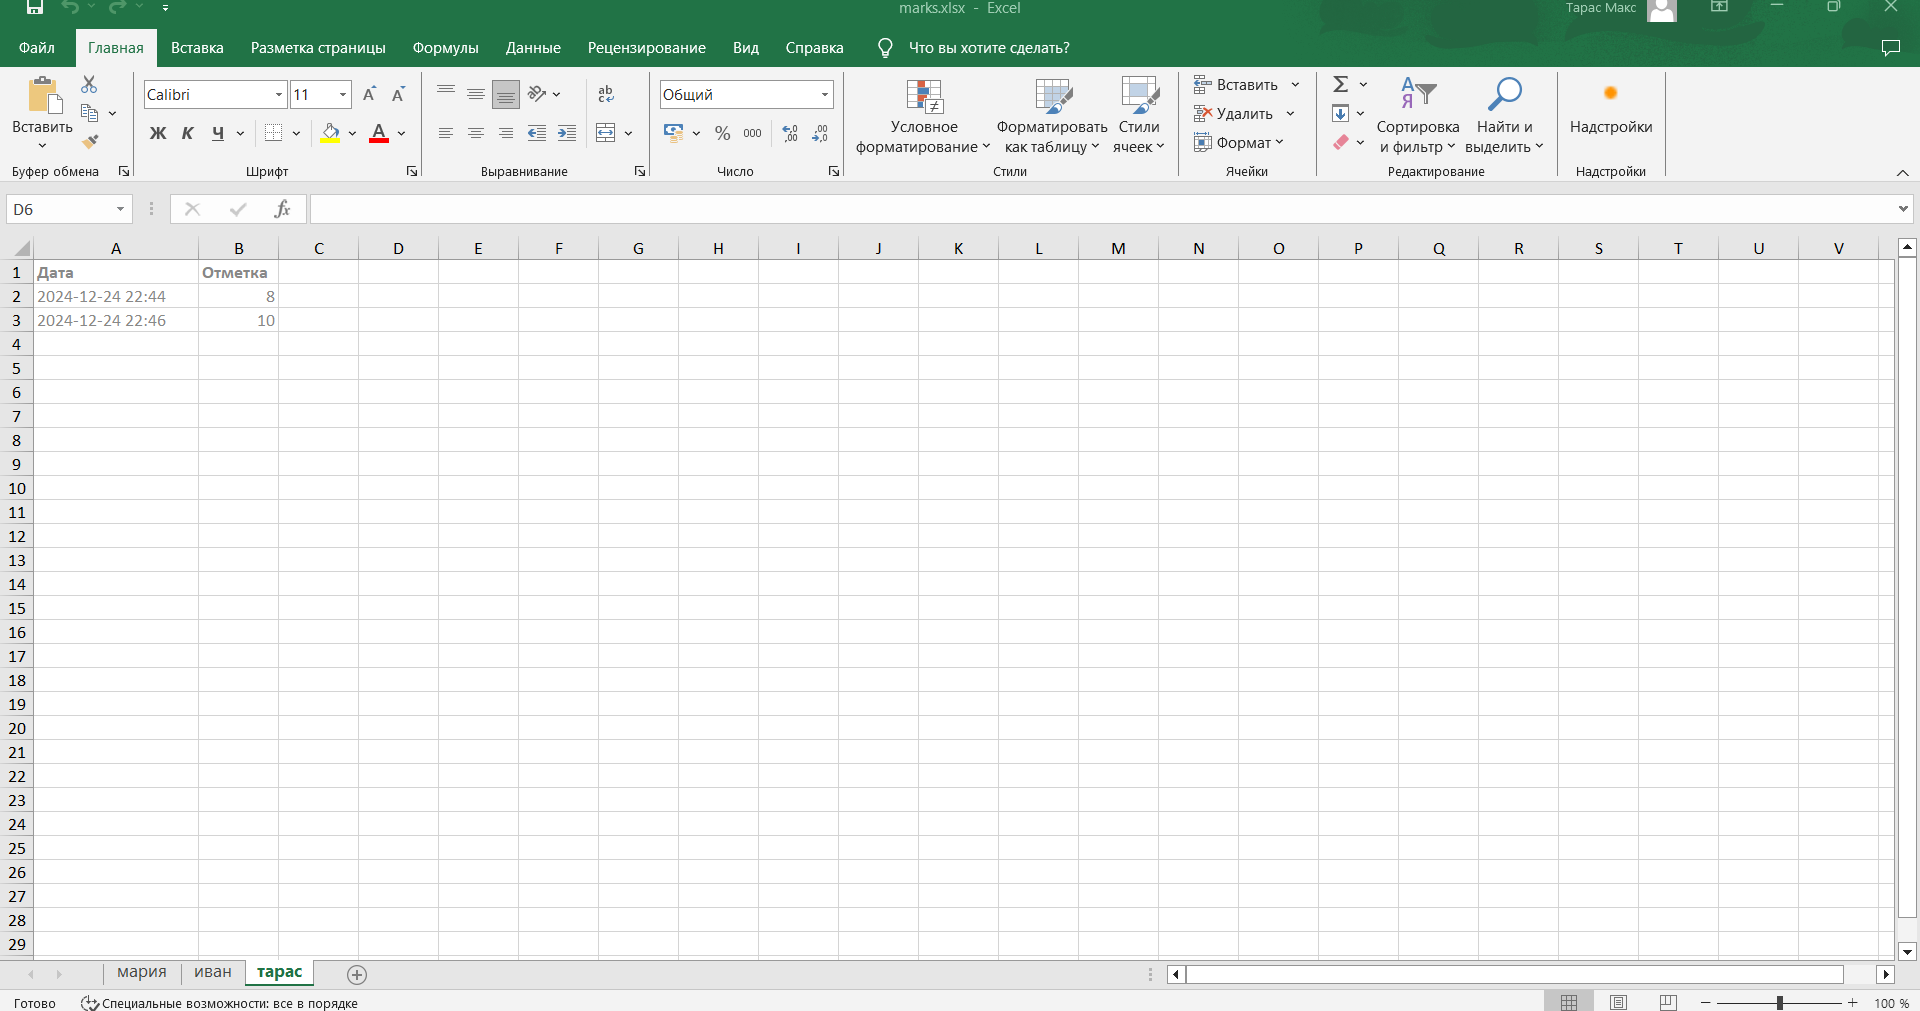 marks.xlsx - Excel
Тарас Макс
Файл Главная Вставка Разметка страницы Формулы Данные Рецензирование Вид Справка Что вы хотите сделать?
Вставить
Буфер обмена
Calibri 11
Ж К Ч А
Шрифт
ab
c
Выравнивание
Общий
% 000 ,00 ,0
Число
Условное форматирование
Форматировать как таблицу
Стили ячеек
Стили
Вставить
Удалить
Формат
Ячейки
Σ
Сортировка и фильтр
Найти и выделить
Редактирование
Надстройки
Надстройки
D6 fx
A B C D E F G H I J K L M N O P Q R S T U V
1 Дата Отметка
2 2024-12-24 22:44 8
3 2024-12-24 22:46 10
4
5
6
7
8
9
10
11
12
13
14
15
16
17
18
19
20
21
22
23
24
25
26
27
28
29
мария иван тарас
Готово Специальные возможности: все в порядке 100 %